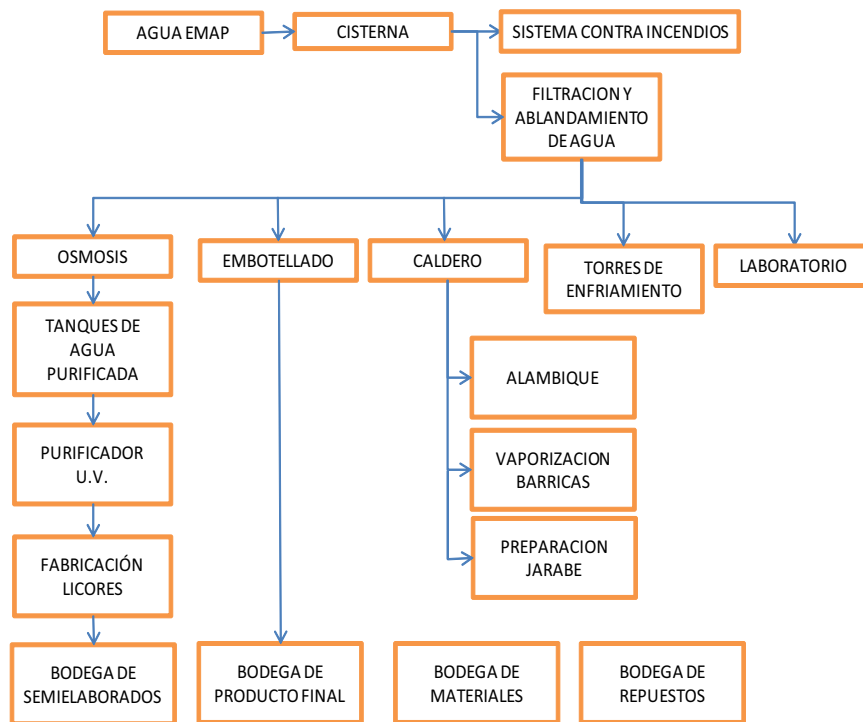 AGUA EMAP
CISTERNA
SISTEMA CONTRA INCENDIOS
FILTRACION Y
ABLANDAMIENTO
DE AGUA
OSMOSIS
EMBOTELLADO
CALDERO
TORRES DE
ENFRIAMIENTO
LABORATORIO
TANQUES DE
AGUA
PURIFICADA
ALAMBIQUE
PURIFICADOR
U.V.
VAPORIZACION
BARRICAS
FABRICACIÓN
LICORES
PREPARACION
JARABE
BODEGA DE
SEMIELABORADOS
BODEGA DE
PRODUCTO FINAL
BODEGA DE
MATERIALES
BODEGA DE
REPUESTOS